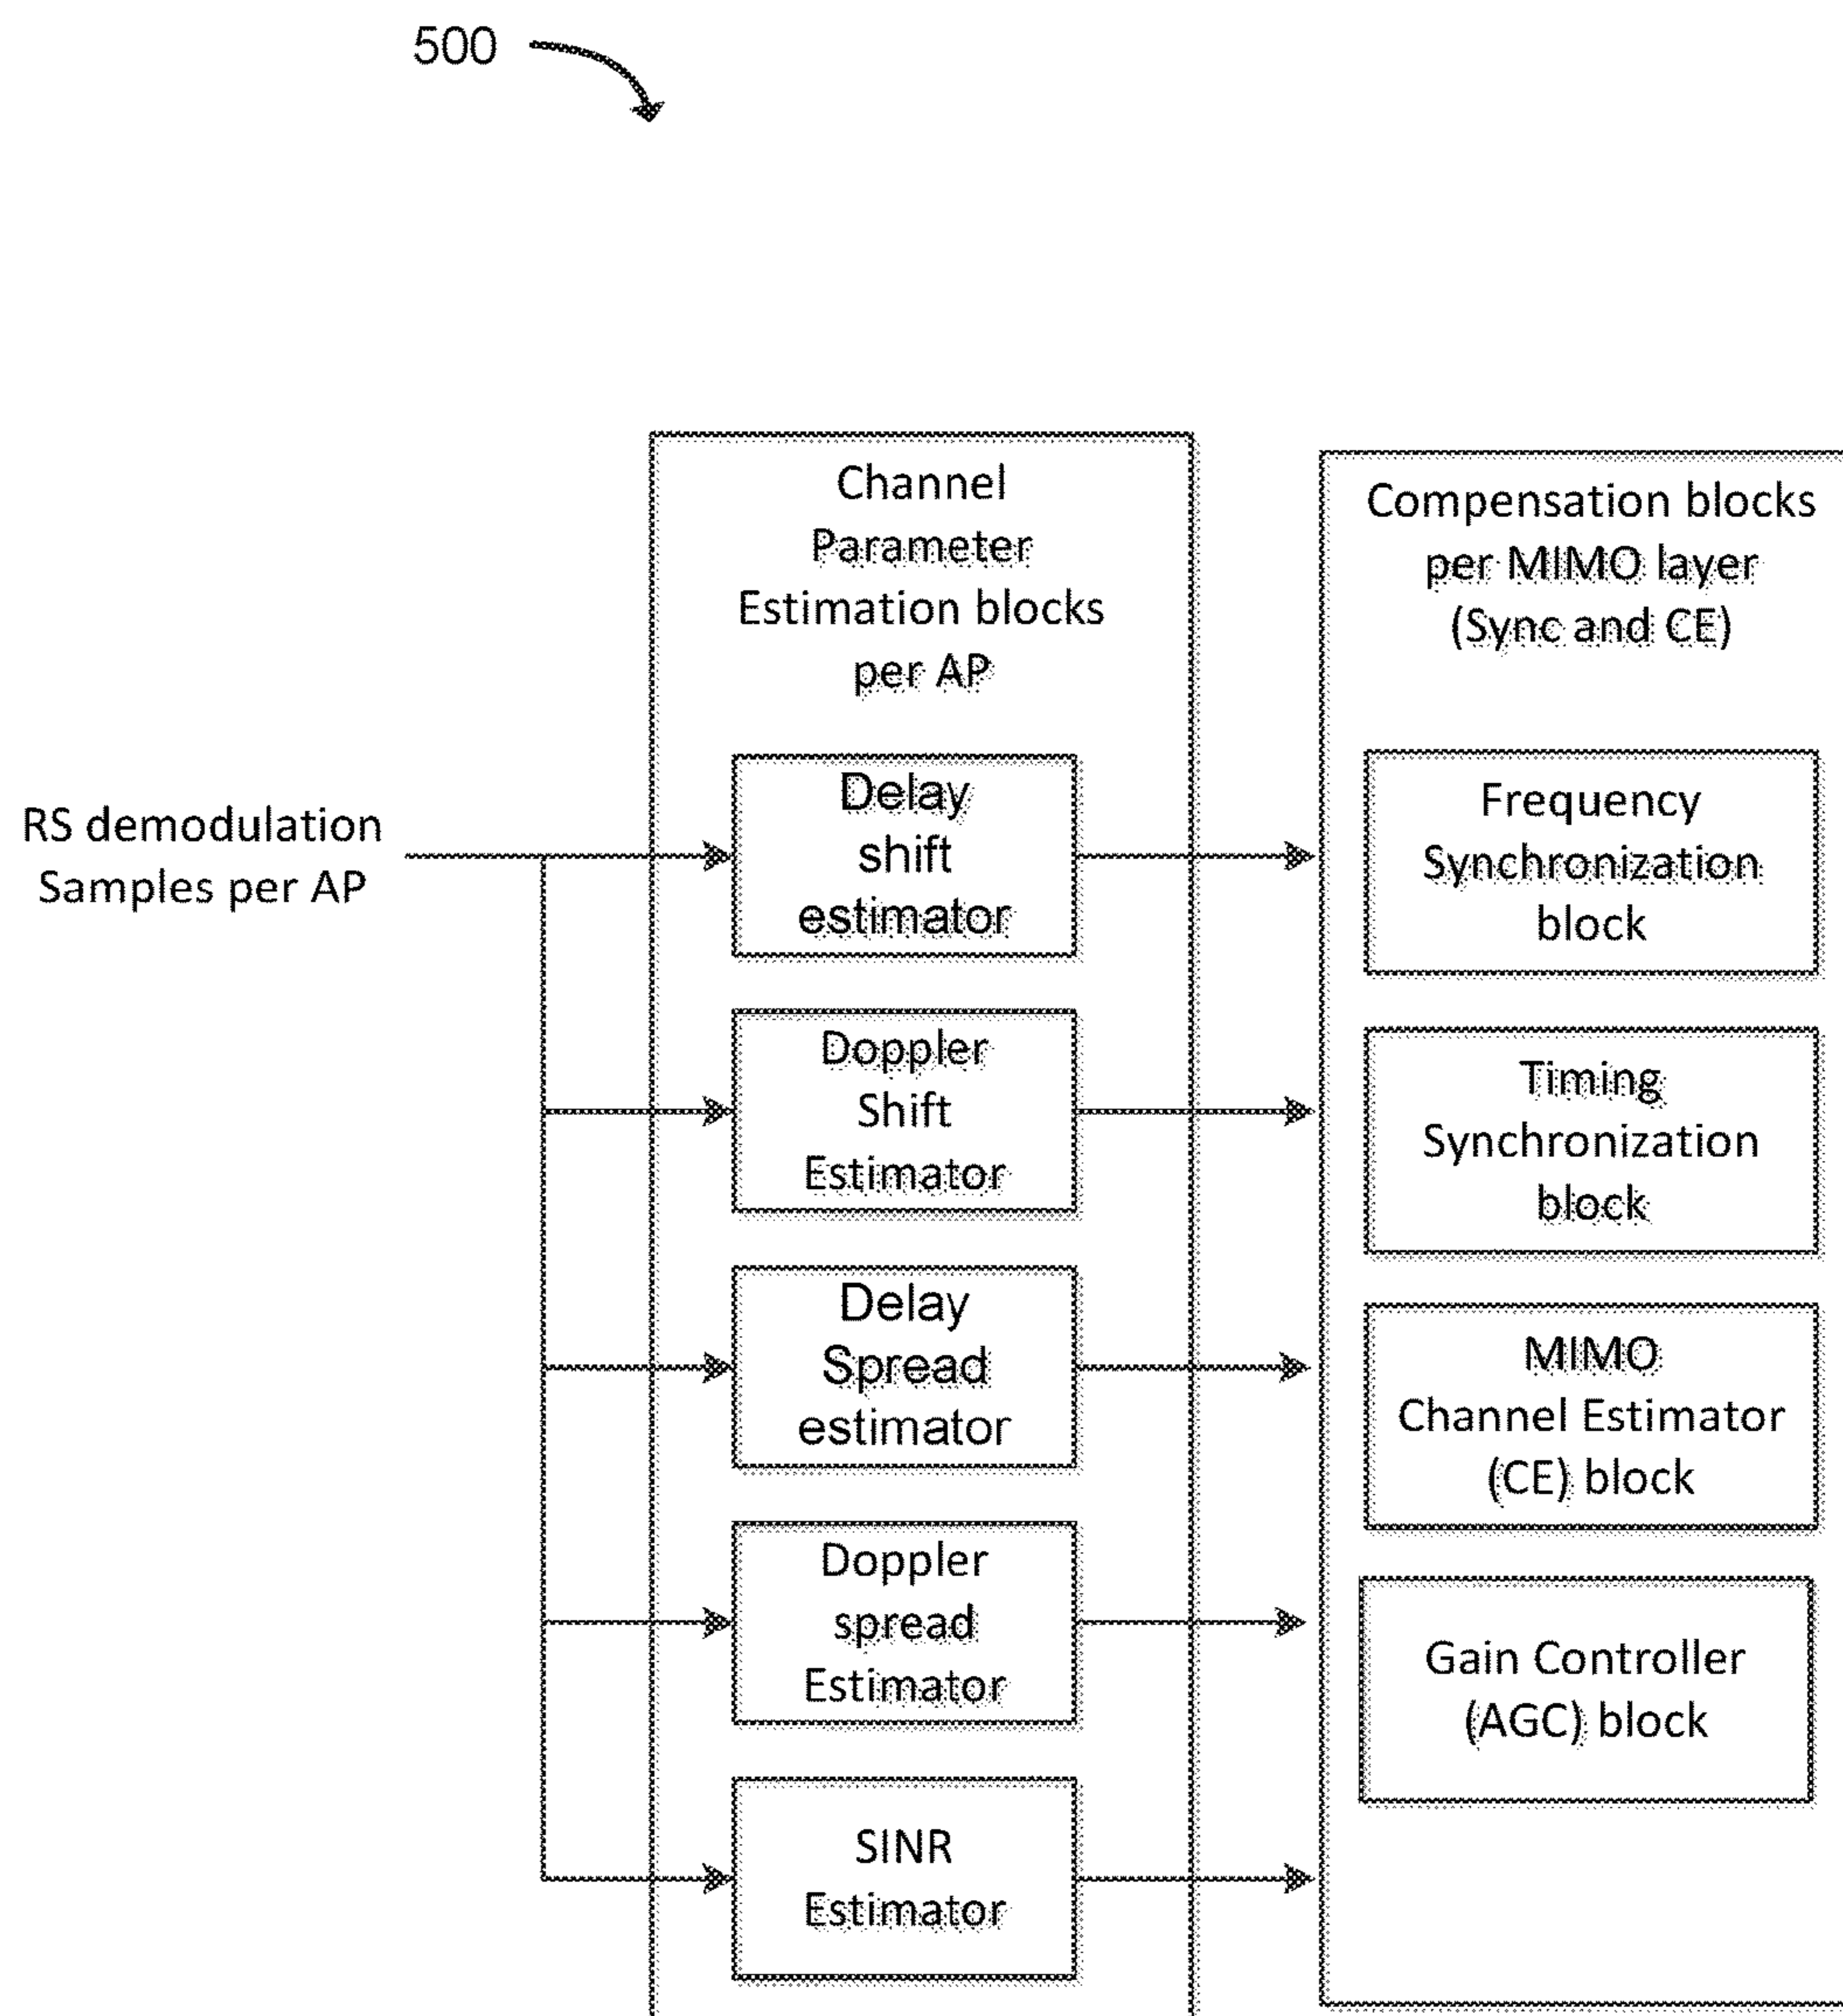 500
Channel
Parameter
Estimation blocks
per AP
Compensation blocks
per MIMO layer
(Sync and CE)
RS demodulation
Samples per AP
Delay
shift
estimator
Doppler
Shift
Estimator
Delay
Spread
estimator
Doppler
spread
Estimator
SINR
Estimator
Frequency
Synchronization
block
Timing
Synchronization
block
MIMO
Channel Estimator
(CE) block
Gain Controller
(AGC) block